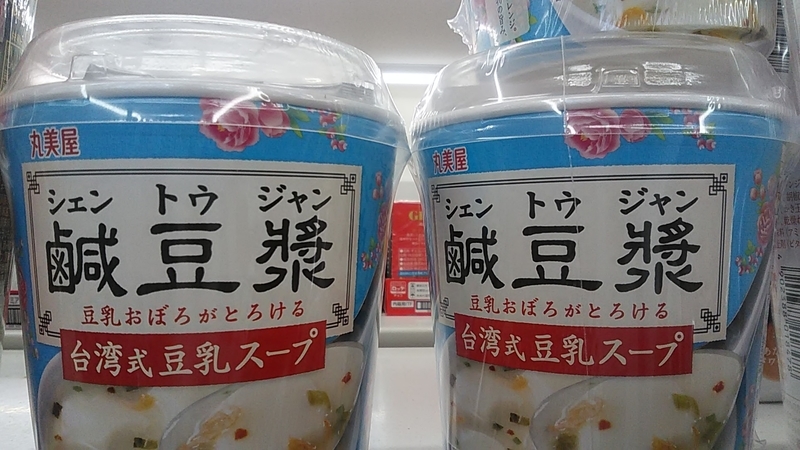 丸美屋
シェン トウ ジャン
鹹豆漿
豆乳おぼろがとろける
台湾式豆乳スープ
丸美屋
シェン トウ ジャン
鹹豆漿
豆乳おぼろがとろける
台湾式豆乳スープ